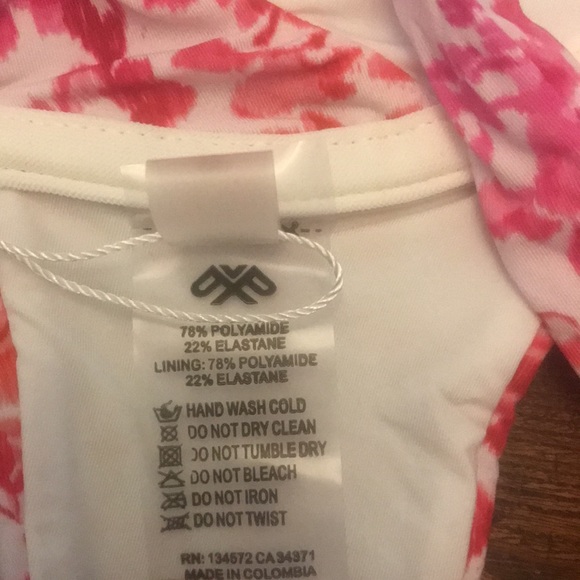 78% POLYAMIDE
22% ELASTANE
LINING: 78% POLYAMIDE
22% ELASTANE
HAND WASH COLD
DO NOT DRY CLEAN
DO NOT TUMBLE DRY
DO NOT BLEACH
DO NOT IRON
DO NOT TWIST
RN: 134572 CA 34371
MADE IN COLOMBIA